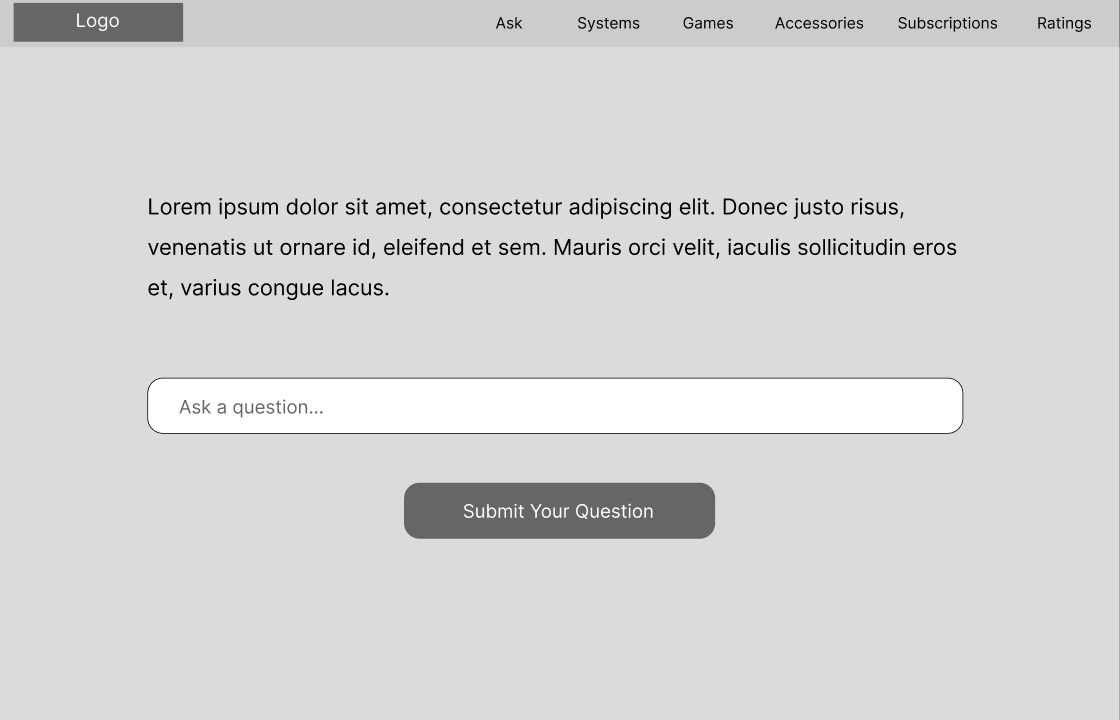 Logo
Ask Systems Games Accessories Subscriptions Ratings
Lorem ipsum dolor sit amet, consectetur adipiscing elit. Donec justo risus,
venenatis ut ornare id, eleifend et sem. Mauris orci velit, iaculis sollicitudin eros
et, varius congue lacus.
Ask a question...
Submit Your Question